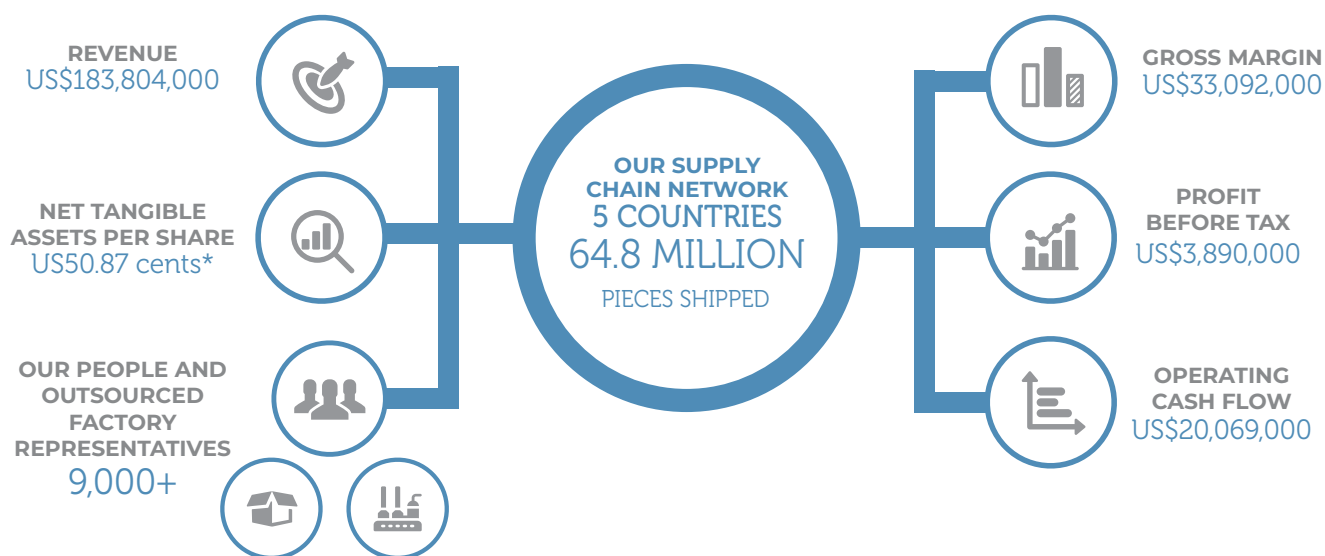 REVENUE
US$183,804,000
NET TANGIBLE
ASSETS PER SHARE
US50.87 cents*
OUR PEOPLE AND
OUTSOURCED
FACTORY
REPRESENTATIVES
9,000+
OUR SUPPLY
CHAIN NETWORK
5 COUNTRIES
64.8 MILLION
PIECES SHIPPED
GROSS MARGIN
US$33,092,000
PROFIT
BEFORE TAX
US$3,890,000
OPERATING
CASH FLOW
US$20,069,000